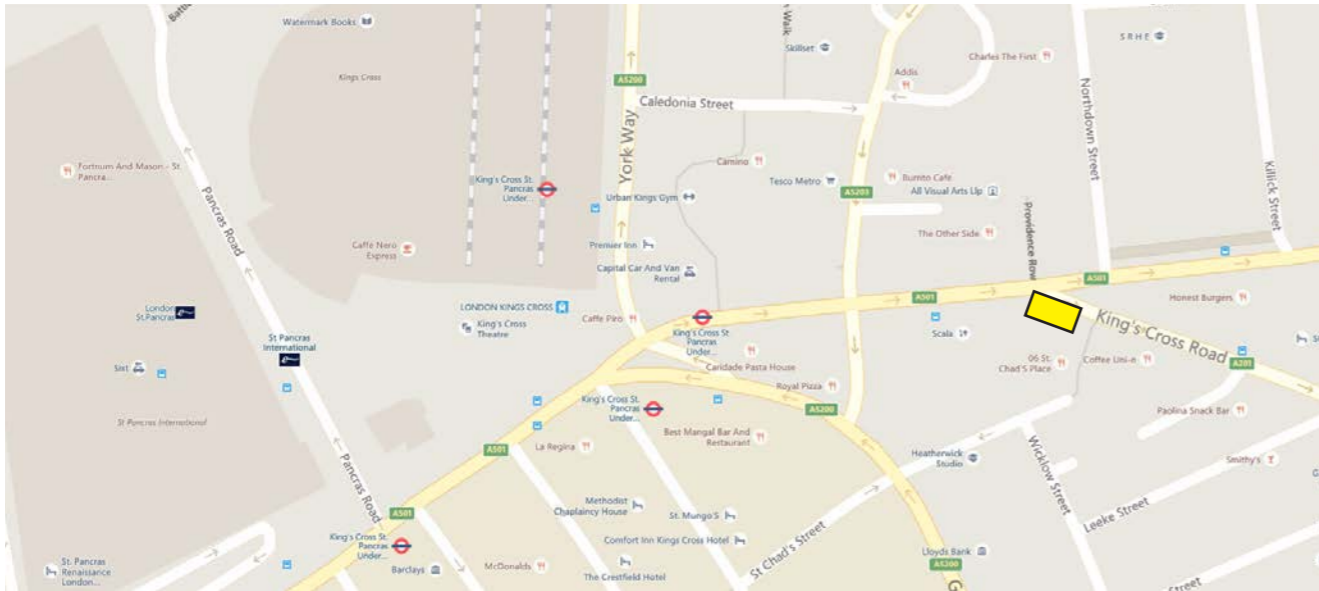 Battle
Watermark Books
Kings Cross
n Walk
Skillset
S R H E
Charles The First
Addis
A5200
Caledonia Street
Northdown Street
York Way
Fortnum And Mason - St.
Pancra...
Camino
King's Cross St.
Pancras
Under...
Tesco Metro
Burrito Cafe
A5203
All Visual Arts Llp
Killick Street
Urban Kings Gym
Pancras Road
Providence Row
The Other Side
Caffè Nero
Express
Premier Inn
Capital Car And Van
Rental
A501
A501
Honest Burgers
London
St.Pancras
LONDON KINGS CROSS
King's Cross
Theatre
Caffe Piro
King's Cross St.
Pancras
Under...
Scala
King's Cross Road
St Pancras
International
Sixt
Caridade Pasta House
06 St.
Chad'S Place
Coffee Uni-n
A201
Royal Pizza
King's Cross St.
Pancras
Under...
A5200
Paolina Snack Bar
St Pancras International
Best Mangal Bar And
Restaurant
La Regina
A501
Heatherwick
Studio
Wicklow Street
Smithy's
Pancras Road
Methodist
Chaplaincy House
St. Mungo'S
Leeke Street
A501
King's Cross St.
Pancras
Under...
Comfort Inn Kings Cross Hotel
St Chad's Street
Lloyds Bank
A5200
St. Pancras
Renaissance
London...
Barclays
McDonalds
The Crestfield Hotel
G
Street